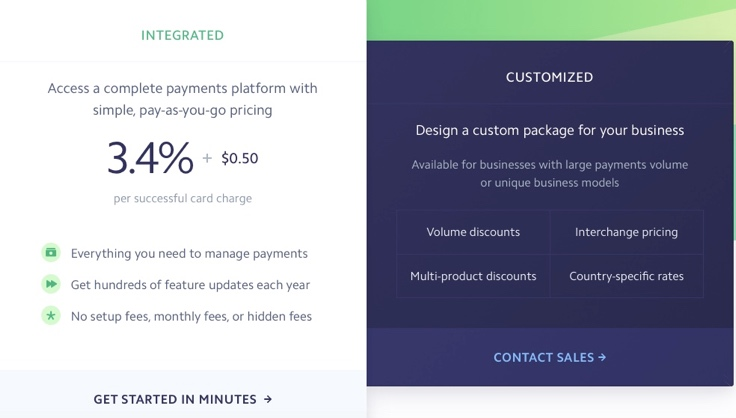 INTEGRATED
Access a complete payments platform with
simple, pay-as-you-go pricing
3.4% + $0.50
per successful card charge
Everything you need to manage payments
Get hundreds of feature updates each year
No setup fees, monthly fees, or hidden fees
GET STARTED IN MINUTES →
CUSTOMIZED
Design a custom package for your business
Available for businesses with large payments volume
or unique business models
Volume discounts
Interchange pricing
Multi-product discounts
Country-specific rates
CONTACT SALES →